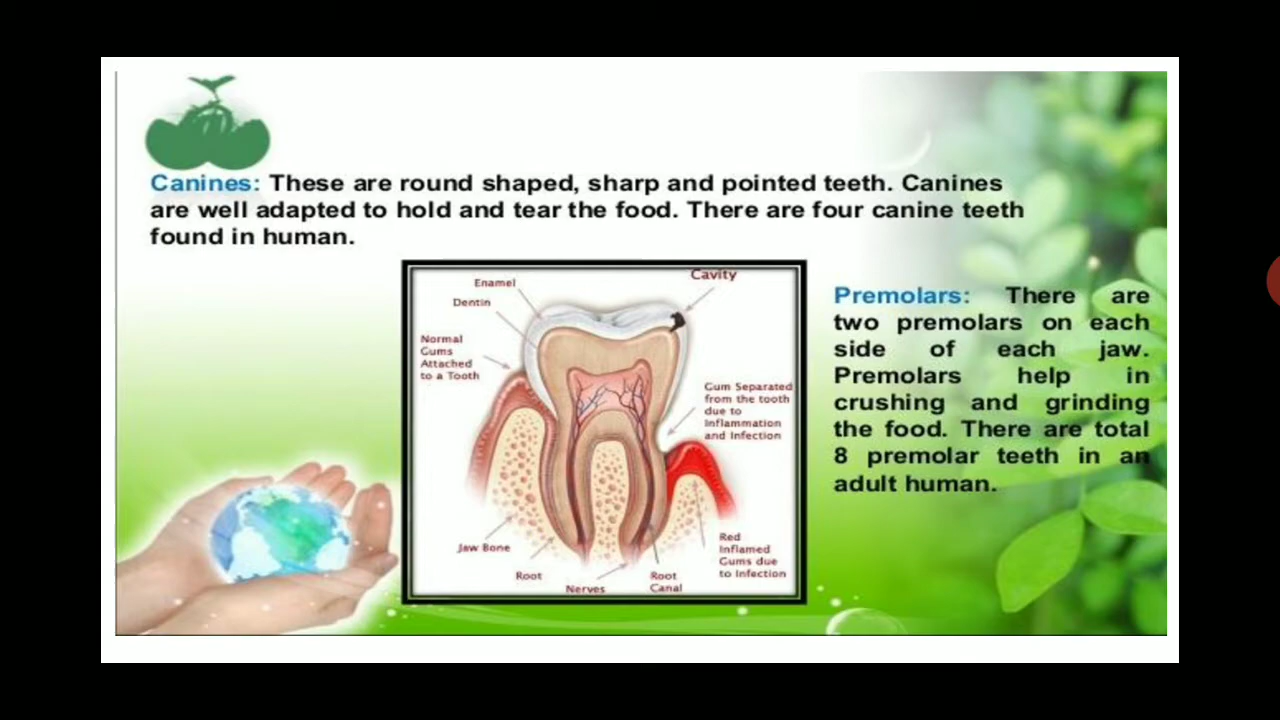 Canines: These are round shaped, sharp and pointed teeth. Canines
are well adapted to hold and tear the food. There are four canine teeth
found in human.
Enamel
Dentin
Cavity
Normal
Gums
Attached
to a Tooth
Gum Separated
from the tooth
due to
Inflammation
and Infection
Jaw Bone
Root
Nerves
Root
Canal
Red
Inflamed
Gums due
to Infection
Premolars: There are
two premolars on each
side of each jaw.
Premolars help in
crushing and grinding
the food. There are total
8 premolar teeth in an
adult human.